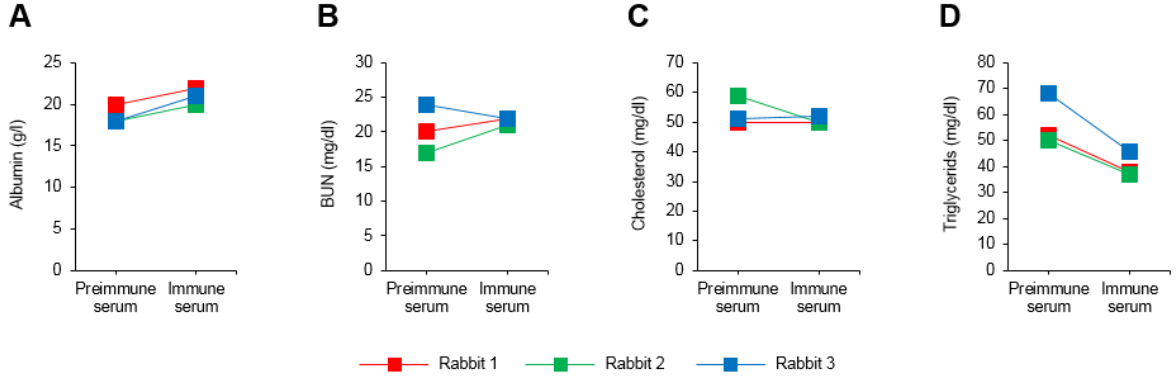 A
Albumin (g/l)
25
20
15
10
5
0
Preimmune serum
Immune serum
B
BUN (mg/dl)
30
25
20
15
10
5
0
Preimmune serum
Immune serum
C
Cholesterol (mg/dl)
70
60
50
40
30
20
10
0
Preimmune serum
Immune serum
D
Triglycerids (mg/dl)
80
70
60
50
40
30
20
10
0
Preimmune serum
Immune serum
Rabbit 1
Rabbit 2
Rabbit 3